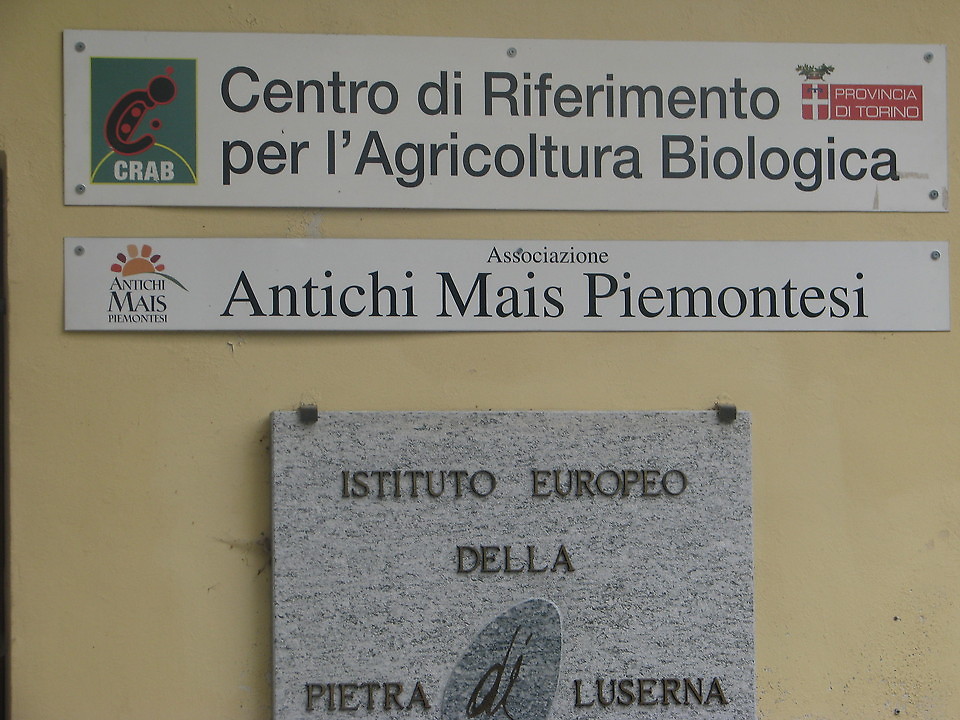 Centro di Riferimento
per l'Agricoltura Biologica
CRAB
PROVINCIA
DI TORINO
Associazione
Antichi Mais Piemontesi
ANTICHI
MAIS
PIEMONTESI
ISTITUTO EUROPEO
DELLA
PIETRA di LUSERNA